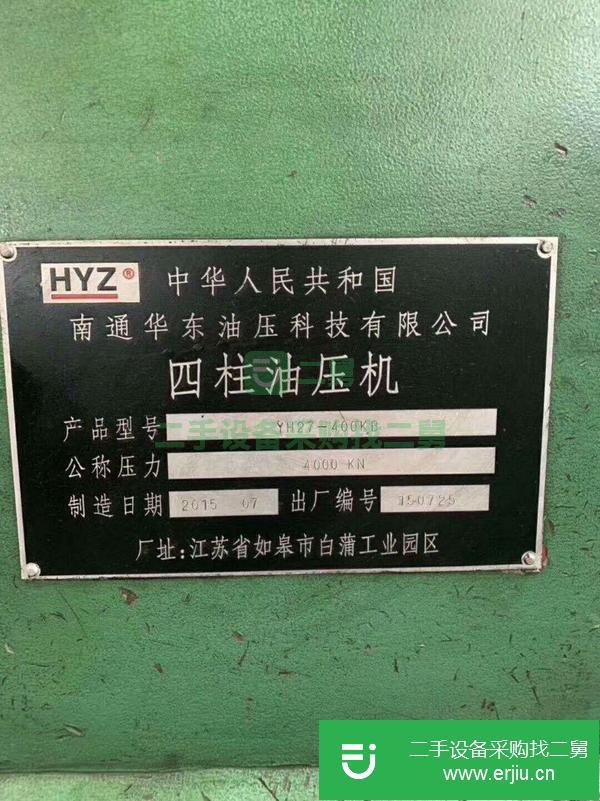 HYZ® 中华人民共和国
南通华东油压科技有限公司
四柱油压机
产品型号 YH27-400KB
公称压力 4000 KN
制造日期 2015 07 出厂编号 150725
厂址:江苏省如皋市白蒲工业园区
二舅
二手设备采购找二舅
二手设备采购找二舅
www.erjiu.cn